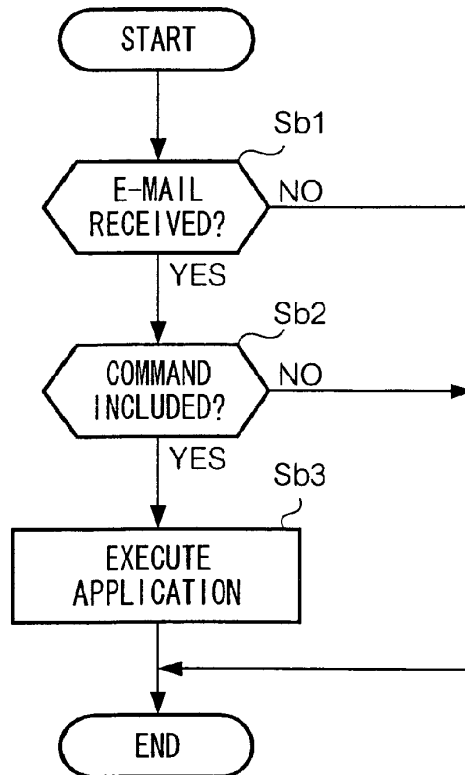 START
Sb1
E-MAIL
RECEIVED?
NO
YES
Sb2
COMMAND
INCLUDED?
NO
YES
Sb3
EXECUTE
APPLICATION
END